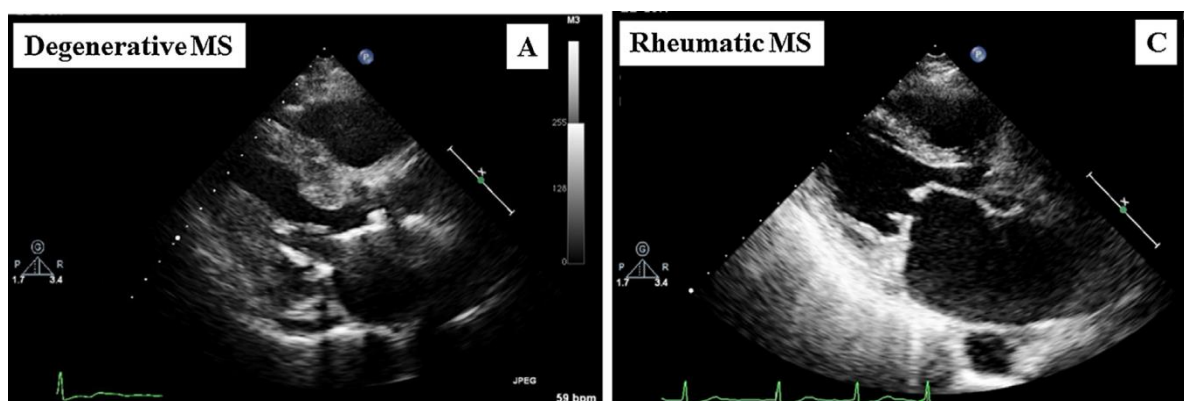 Degenerative MS
A
M3
255
128
0
P
G
P R
1.7 3.4
JPEG
59 bpm
Rheumatic MS
C
P
G
P R
1.7 3.4